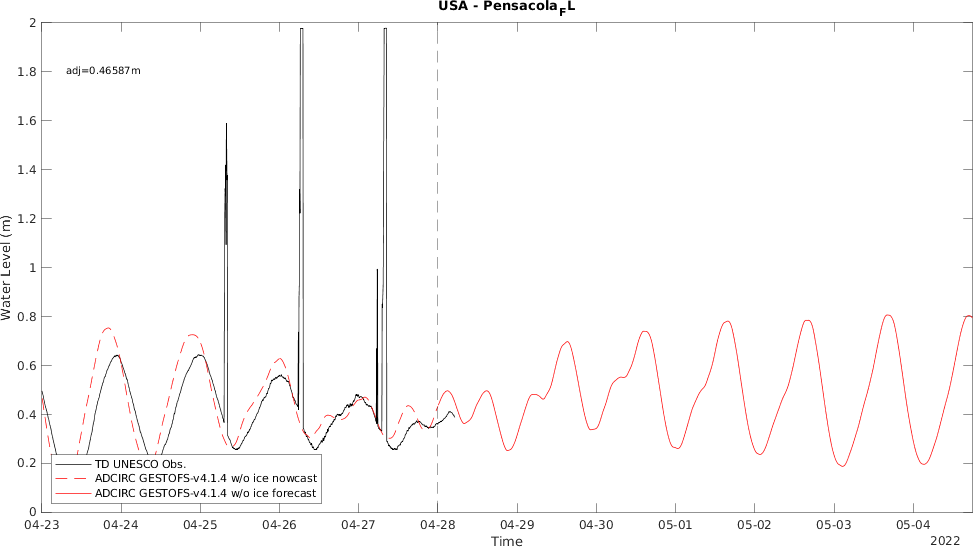 USA - Pensacola_FL
2
1.8
1.6
1.4
1.2
1
0.8
0.6
0.4
0.2
0
Water Level (m)
adj=0.46587m
TD UNESCO Obs.
ADCIRC GESTOFS-v4.1.4 w/o ice nowcast
ADCIRC GESTOFS-v4.1.4 w/o ice forecast
04-23 04-24 04-25 04-26 04-27 04-28 04-29 04-30 05-01 05-02 05-03 05-04
Time
2022